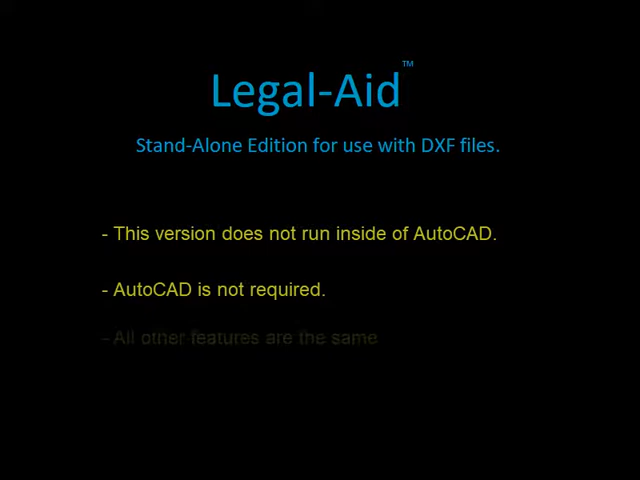 Legal-Aid™
Stand-Alone Edition for use with DXF files.
- This version does not run inside of AutoCAD.
- AutoCAD is not required.
- All other features are the same